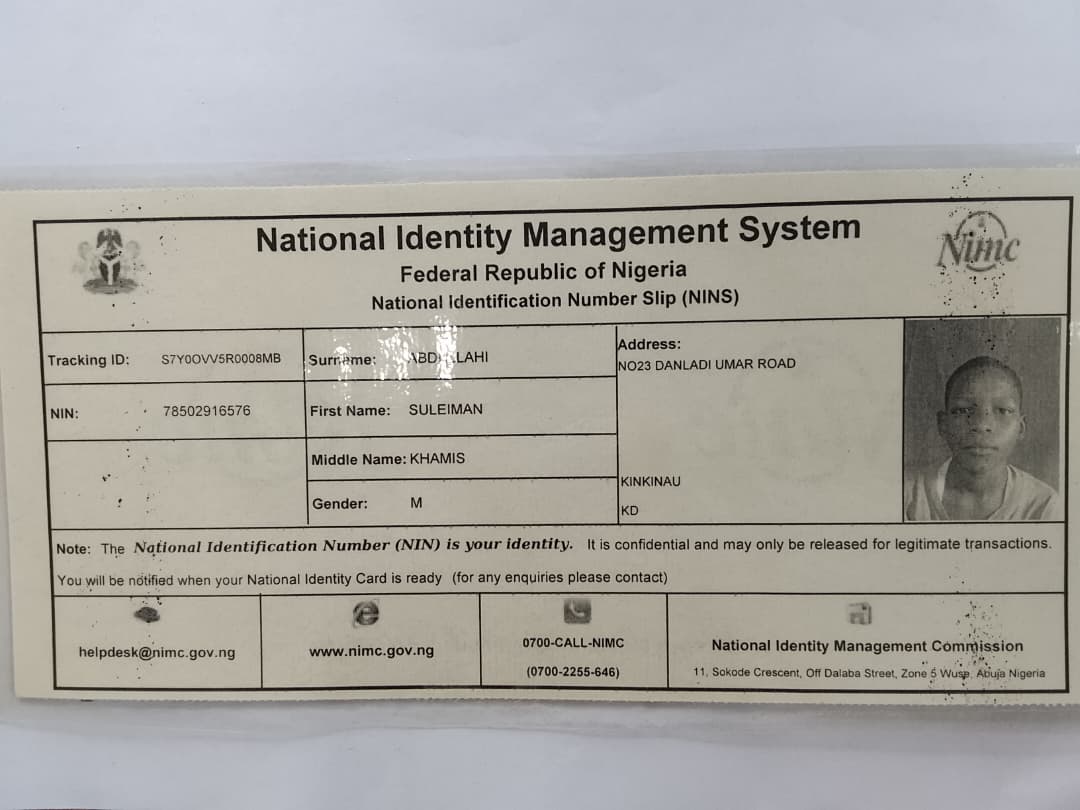 National Identity Management System
Federal Republic of Nigeria
National Identification Number Slip (NINS)
Nimc
Tracking ID: S7Y0OVV5R0008MB
Surname:
Address:
NO23 DANLADI UMAR ROAD
NIN: 78502916576
First Name: SULEIMAN
Middle Name: KHAMIS
KINKINAU
Gender: M
KD
Note: The National Identification Number (NIN) is your identity. It is confidential and may only be released for legitimate transactions.
You will be notified when your National Identity Card is ready (for any enquiries please contact)
helpdesk@nimc.gov.ng
www.nimc.gov.ng
0700-CALL-NIMC
(0700-2255-646)
National Identity Management Commission
11, Sokode Crescent, Off Dalaba Street, Zone 5 Wuse, Abuja Nigeria